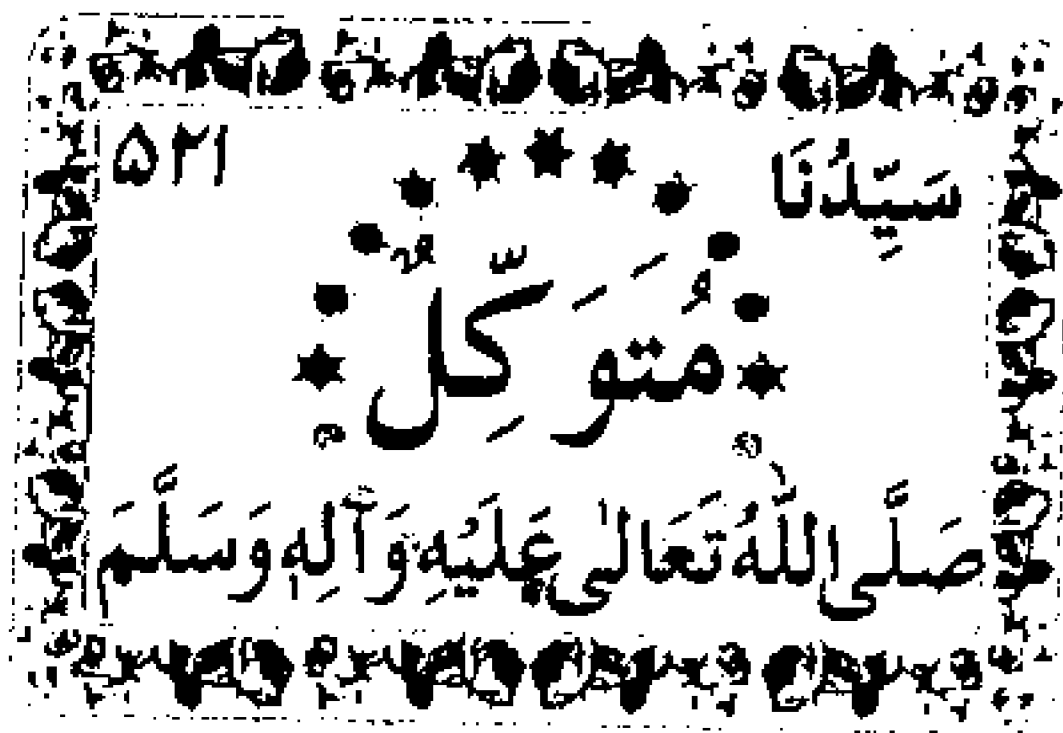 سَيِّدُنَا ۵۲۱
مُتَوَكِّلٌ
صَلَّى اللّٰهُ تَعَالٰى عَلَيْهِ وَآلِهٖ وَسَلَّمَ